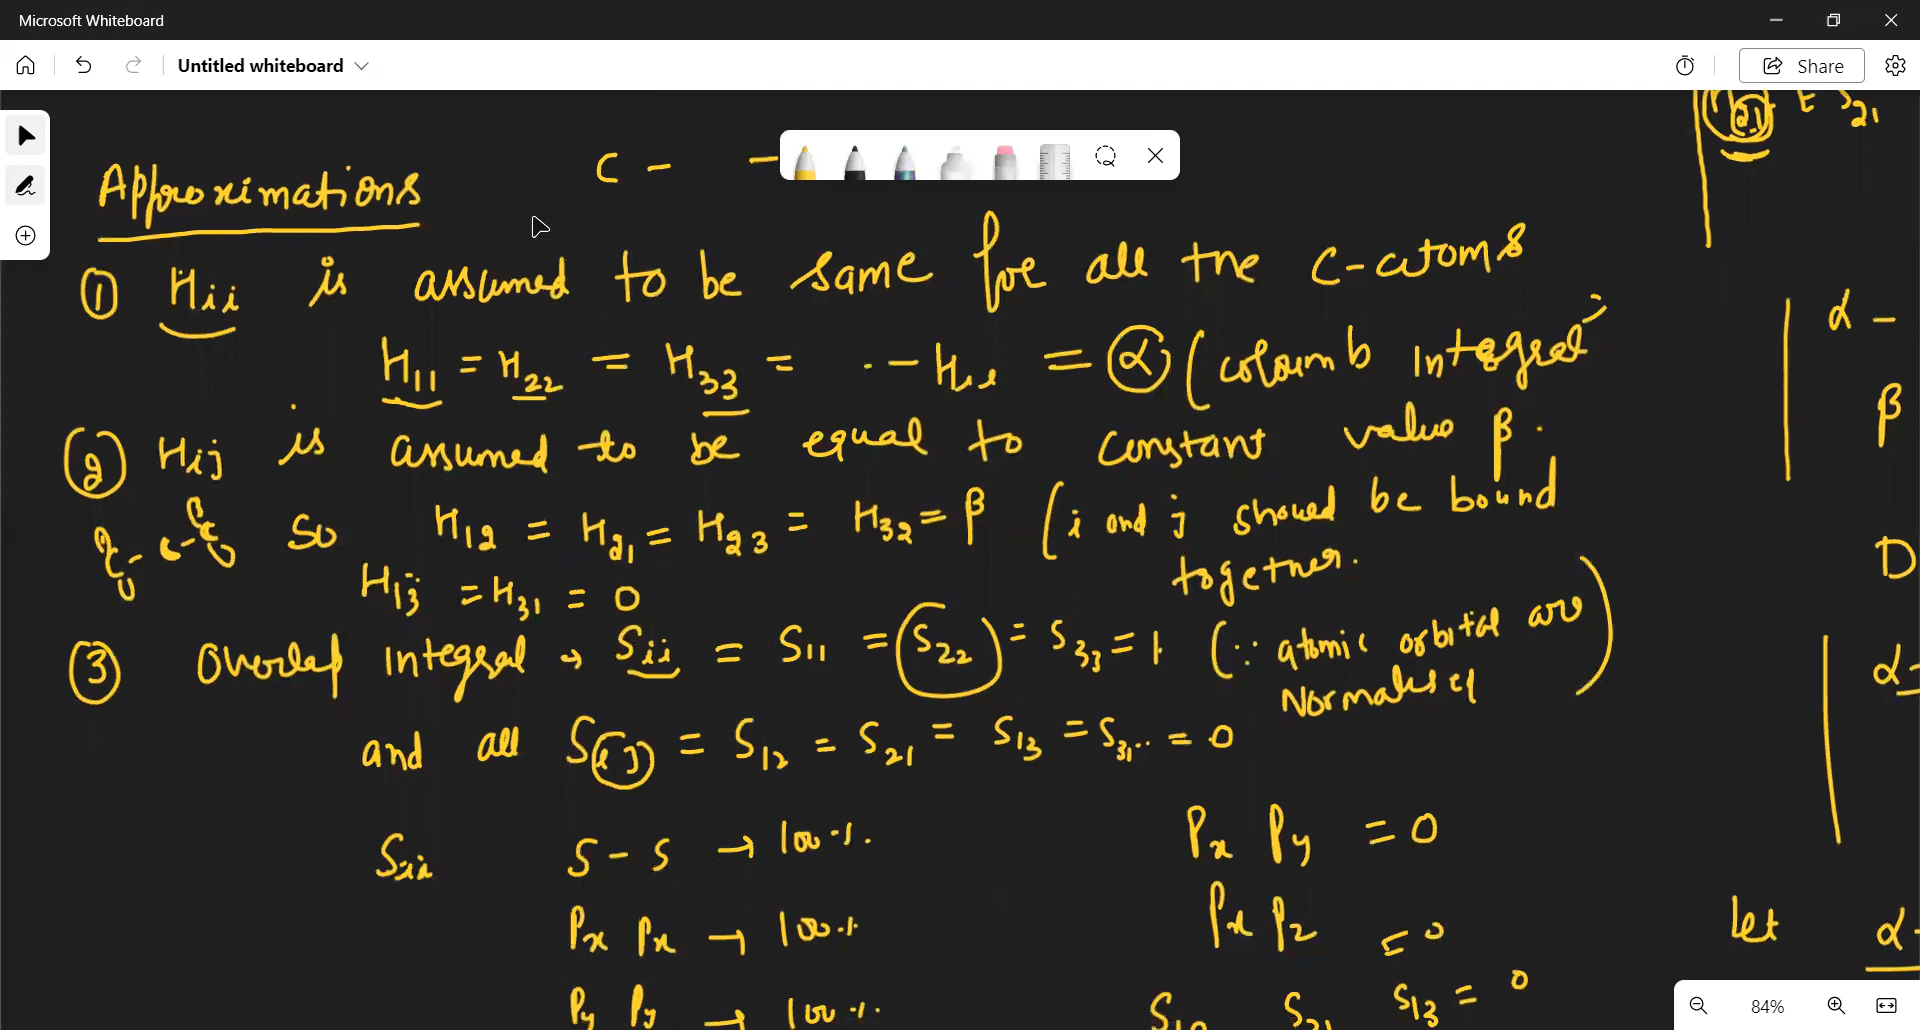 Microsoft Whiteboard
Untitled whiteboard
Share
E S21
Approximations
C - -
① Hii is assumed to be same for all the C-atoms
H11 = H22 = H33 = ..- Hii = α (coloumb integral)
② Hij is assumed to be equal to constant value β.
C - C - C
So H12 = H21 = H23 = H32 = β (i and j should be bound
together.
H13 = H31 = 0
③ Overlap integral → Sii = S11 = S22 = S33 = 1 (∵ atomic orbital are
Normalised)
and all S(ij) = S12 = S21 = S13 = S31.. = 0
Sii S - S → 100%.
Px Px → 100%
Py Py → 100%.
Px Py = 0
Px Pz = 0
S21 S13 = 0
α -
β
D
α -
let α -
84%